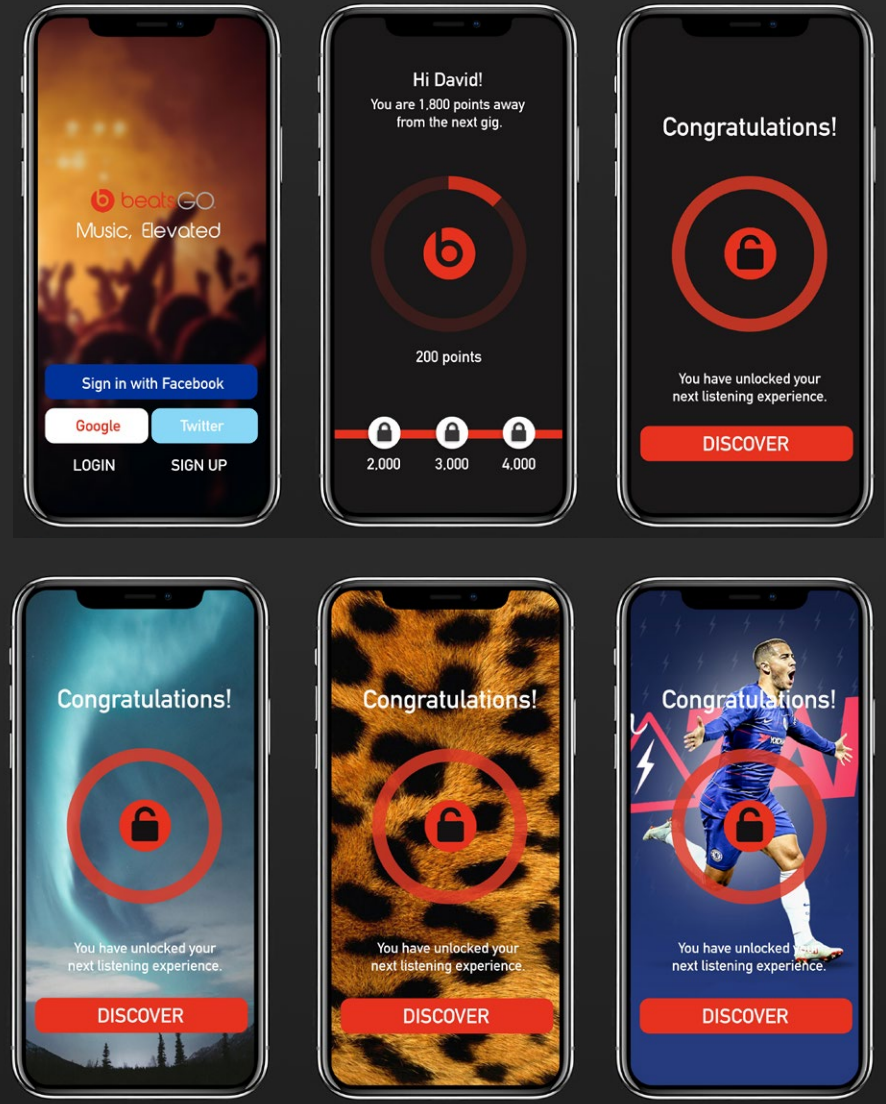 beatsGO.
Music, Elevated
Sign in with Facebook
Google
Twitter
LOGIN
SIGN UP
Hi David!
You are 1,800 points away
from the next gig.
b
200 points
2,000
3,000
4,000
Congratulations!
You have unlocked your
next listening experience.
DISCOVER
Congratulations!
You have unlocked your
next listening experience.
DISCOVER
Congratulations!
You have unlocked your
next listening experience.
DISCOVER
Congratulations!
You have unlocked your
next listening experience.
DISCOVER